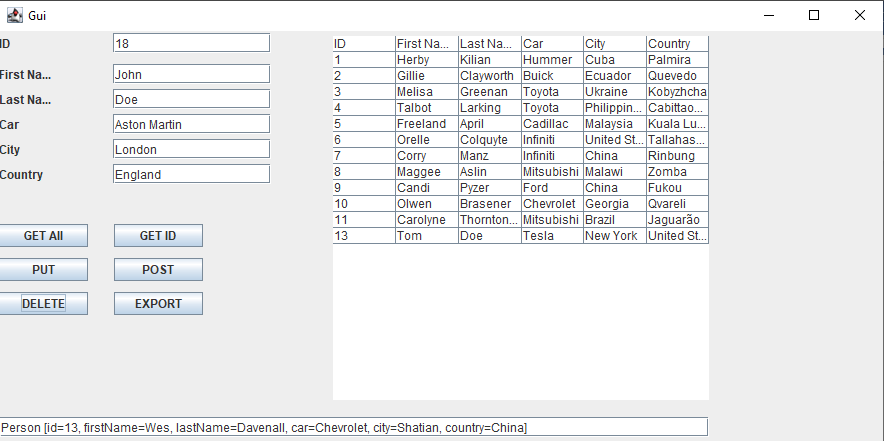 Gui
ID 18
First Na... John
Last Na... Doe
Car Aston Martin
City London
Country England
GET All GET ID
PUT POST
DELETE EXPORT
ID First Na... Last Na... Car City Country
1 Herby Kilian Hummer Cuba Palmira
2 Gillie Clayworth Buick Ecuador Quevedo
3 Melisa Greenan Toyota Ukraine Kobyzhcha
4 Talbot Larking Toyota Philippin... Cabittao...
5 Freeland April Cadillac Malaysia Kuala Lu...
6 Orelle Colquyte Infiniti United St... Tallahas...
7 Corry Manz Infiniti China Rinbung
8 Maggee Aslin Mitsubishi Malawi Zomba
9 Candi Pyzer Ford China Fukou
10 Olwen Brasener Chevrolet Georgia Qvareli
11 Carolyne Thornton... Mitsubishi Brazil Jaguarão
13 Tom Doe Tesla New York United St...
Person [id=13, firstName=Wes, lastName=Davenall, car=Chevrolet, city=Shatian, country=China]